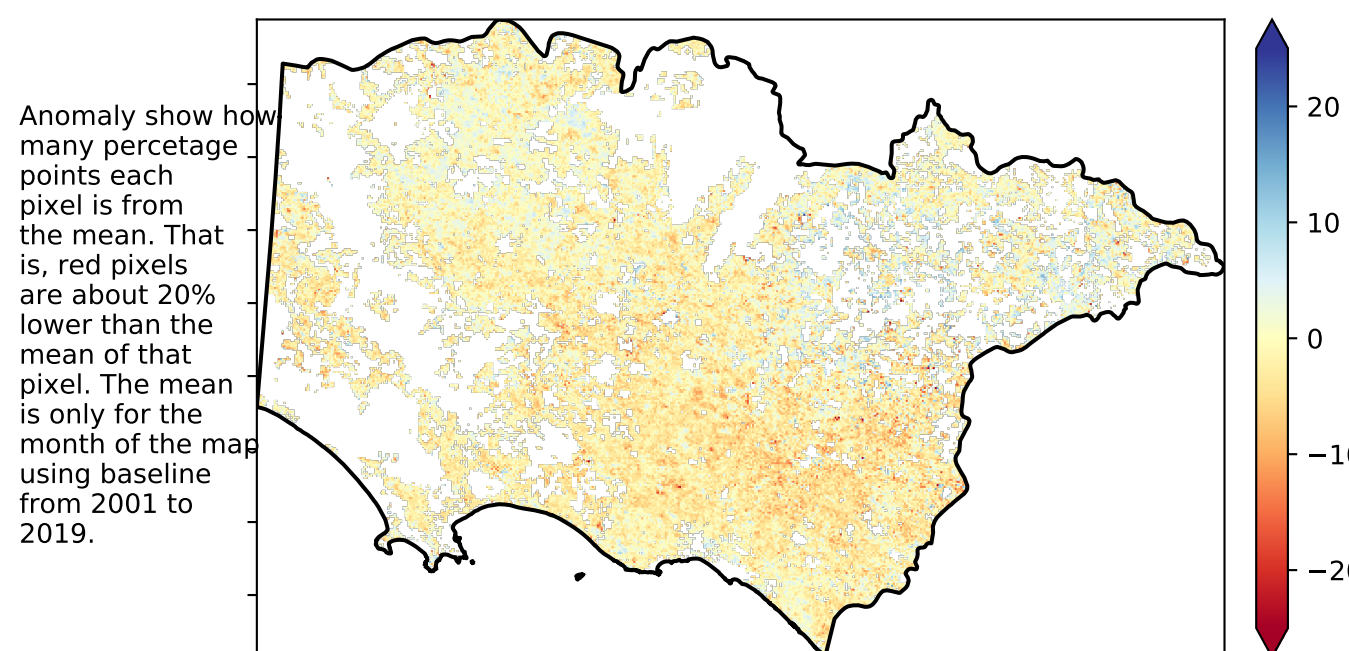 Anomaly show how
many percetage
points each
pixel is from
the mean. That
is, red pixels
are about 20%
lower than the
mean of that
pixel. The mean
is only for the
month of the map
using baseline
from 2001 to
2019.
20
10
0
−10
−20